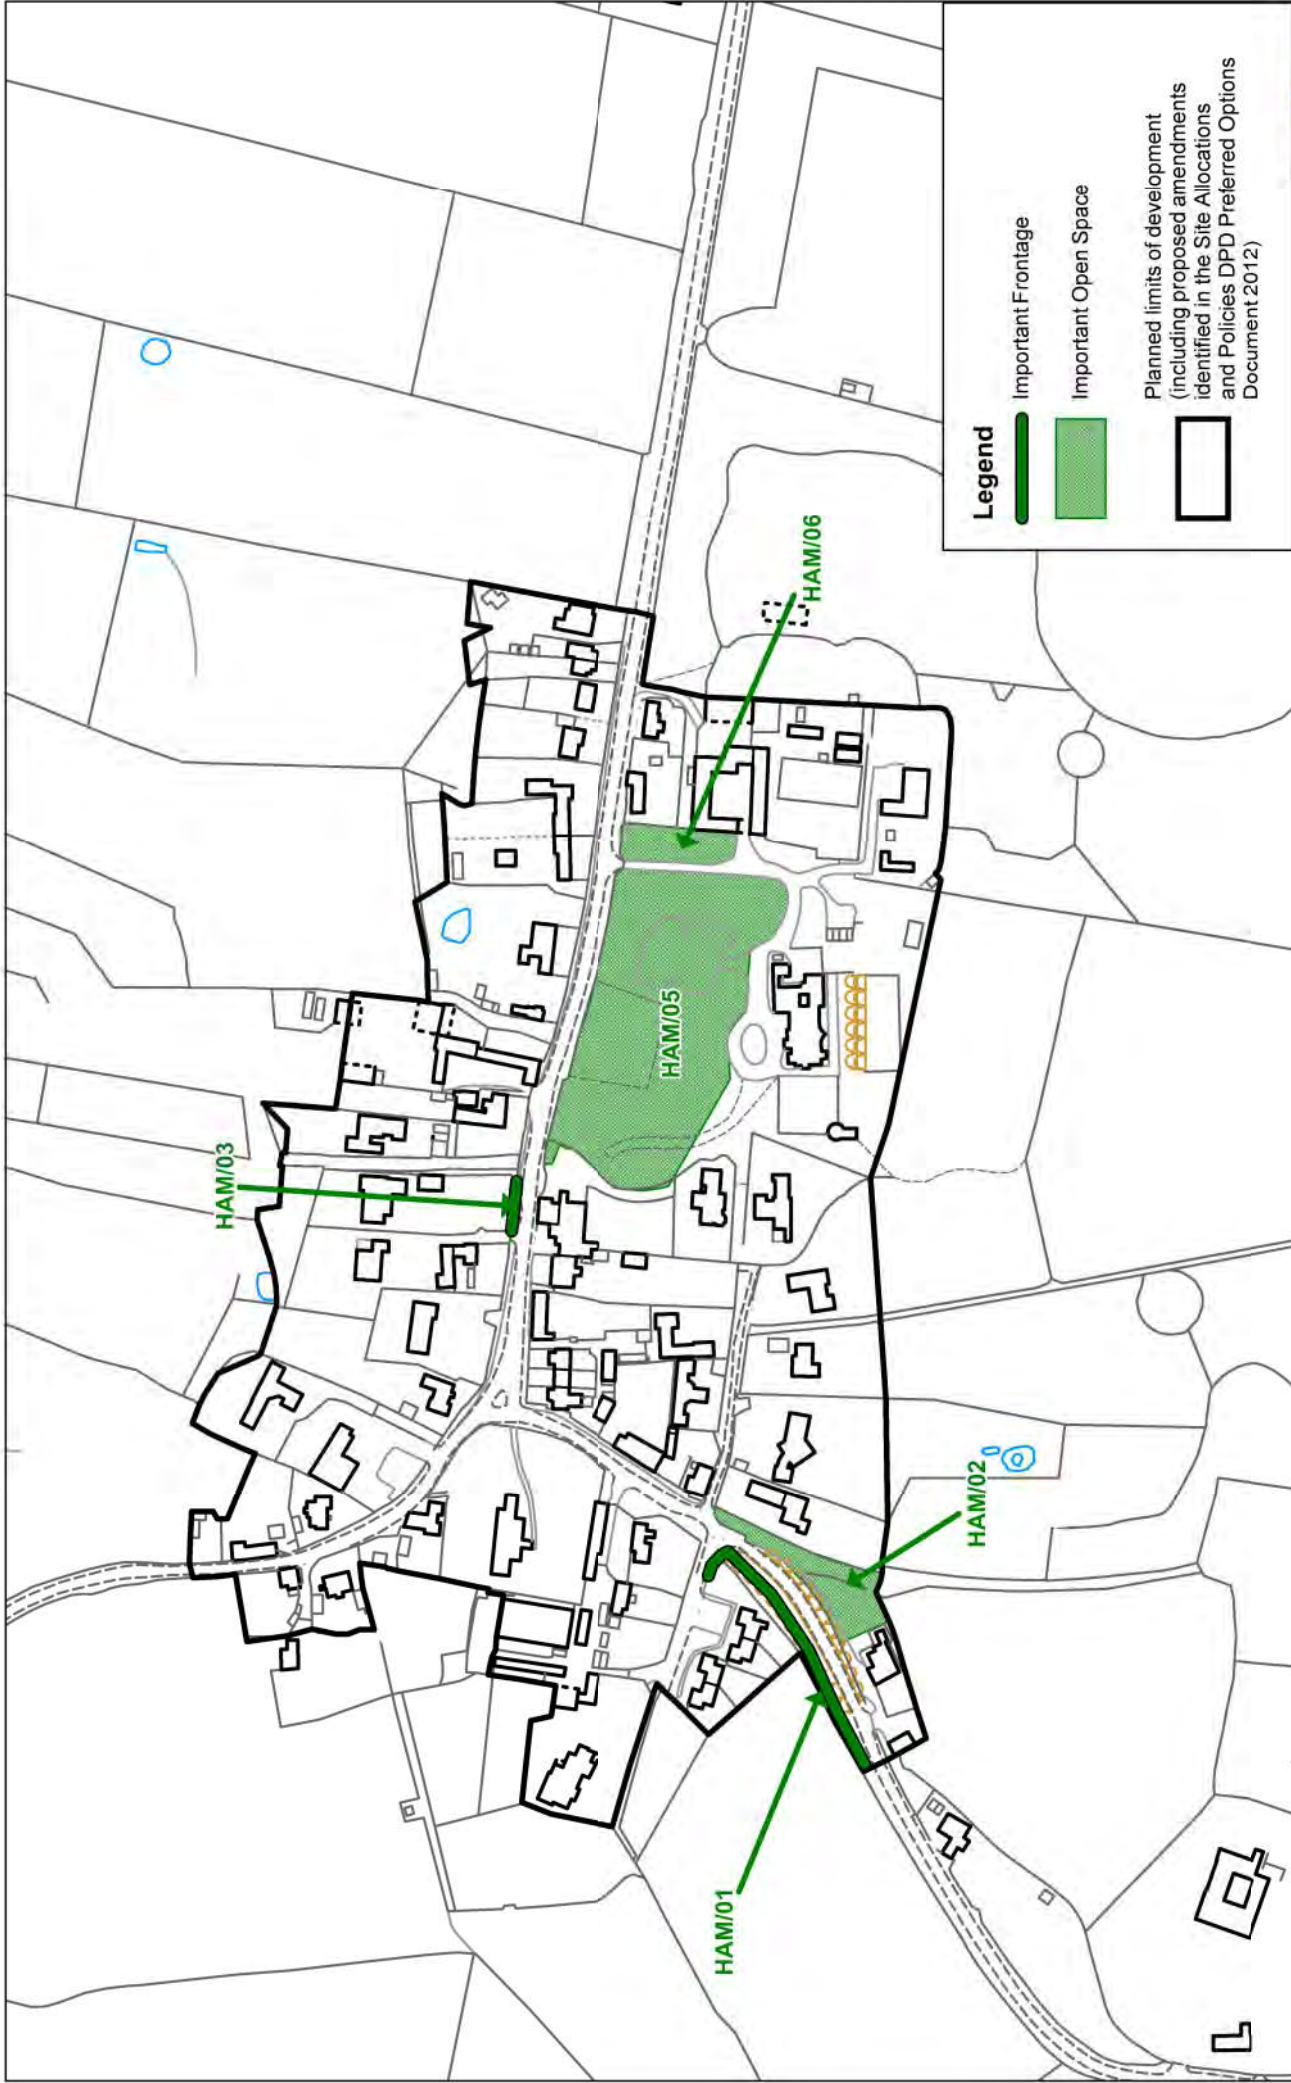 HAM/01
HAM/02
HAM/03
HAM/05
HAM/06
Legend
Important Frontage
Important Open Space
Planned limits of development
(including proposed amendments
identified in the Site Allocations
and Policies DPD Preferred Options
Document 2012)